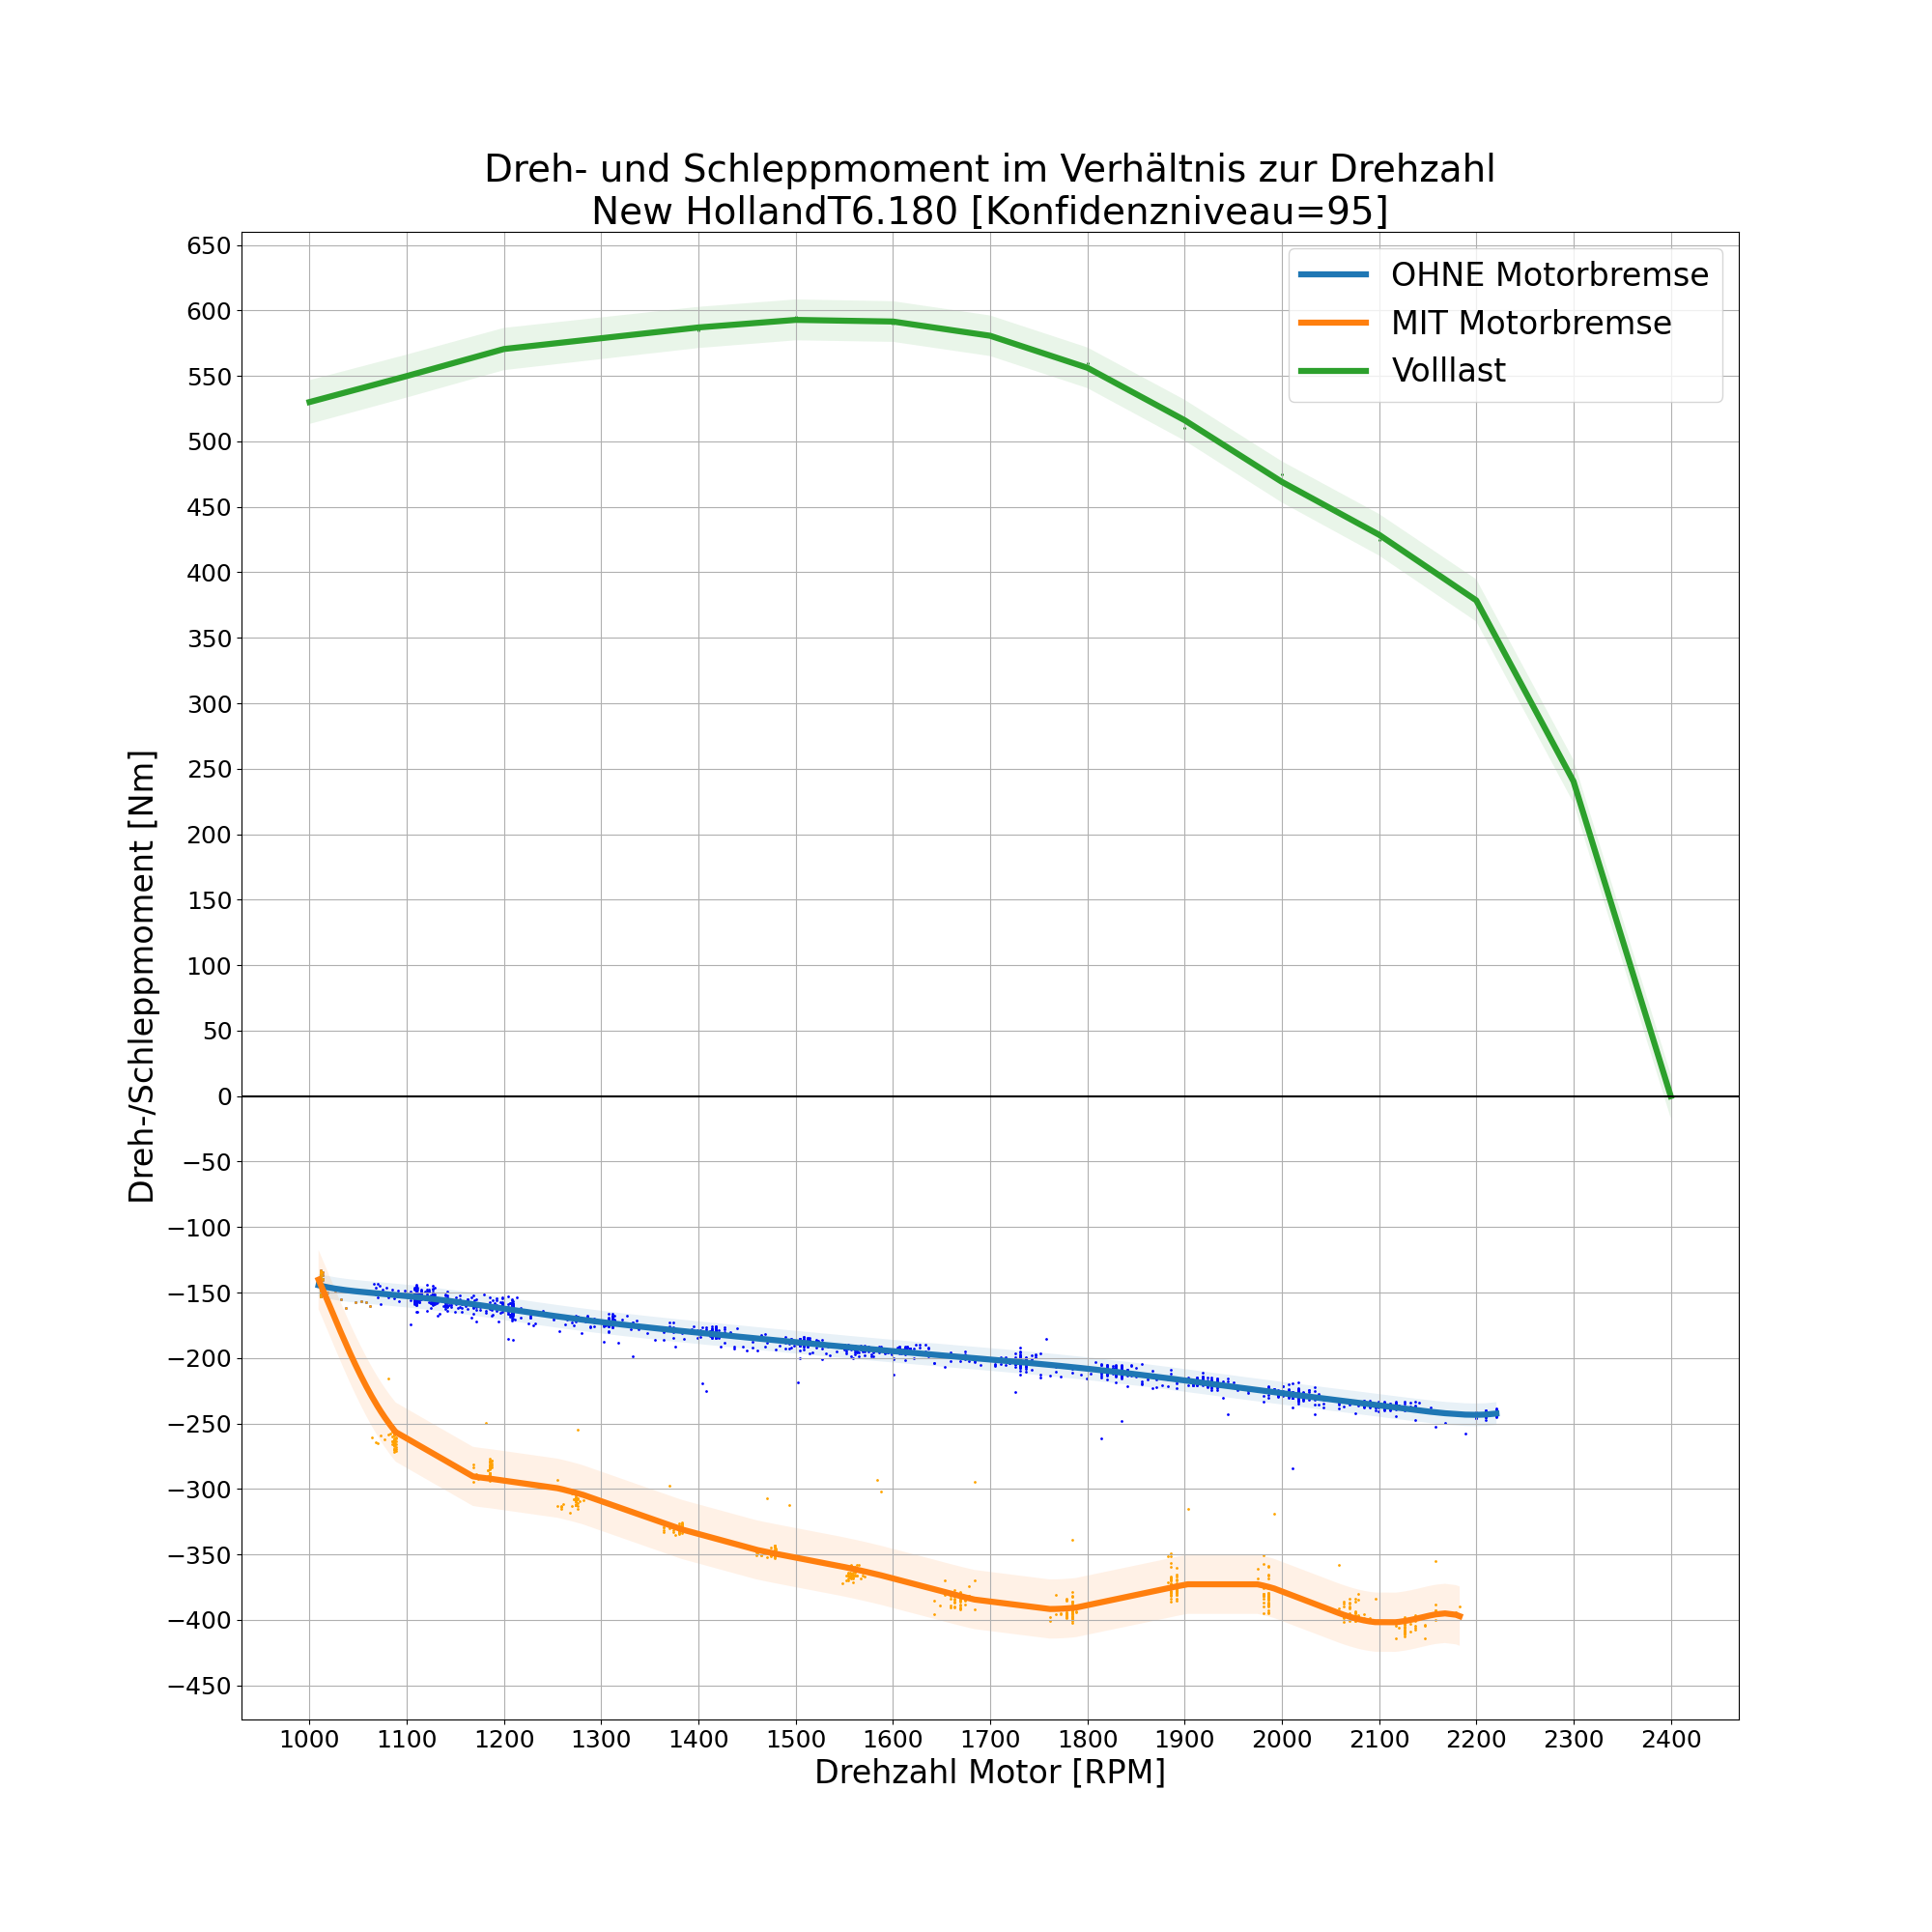 Dreh- und Schleppmoment im Verhältnis zur Drehzahl
New HollandT6.180 [Konfidenzniveau=95]
OHNE Motorbremse
MIT Motorbremse
Volllast
Dreh-/Schleppmoment [Nm]
650
600
550
500
450
400
350
300
250
200
150
100
50
0
−50
−100
−150
−200
−250
−300
−350
−400
−450
1000 1100 1200 1300 1400 1500 1600 1700 1800 1900 2000 2100 2200 2300 2400
Drehzahl Motor [RPM]